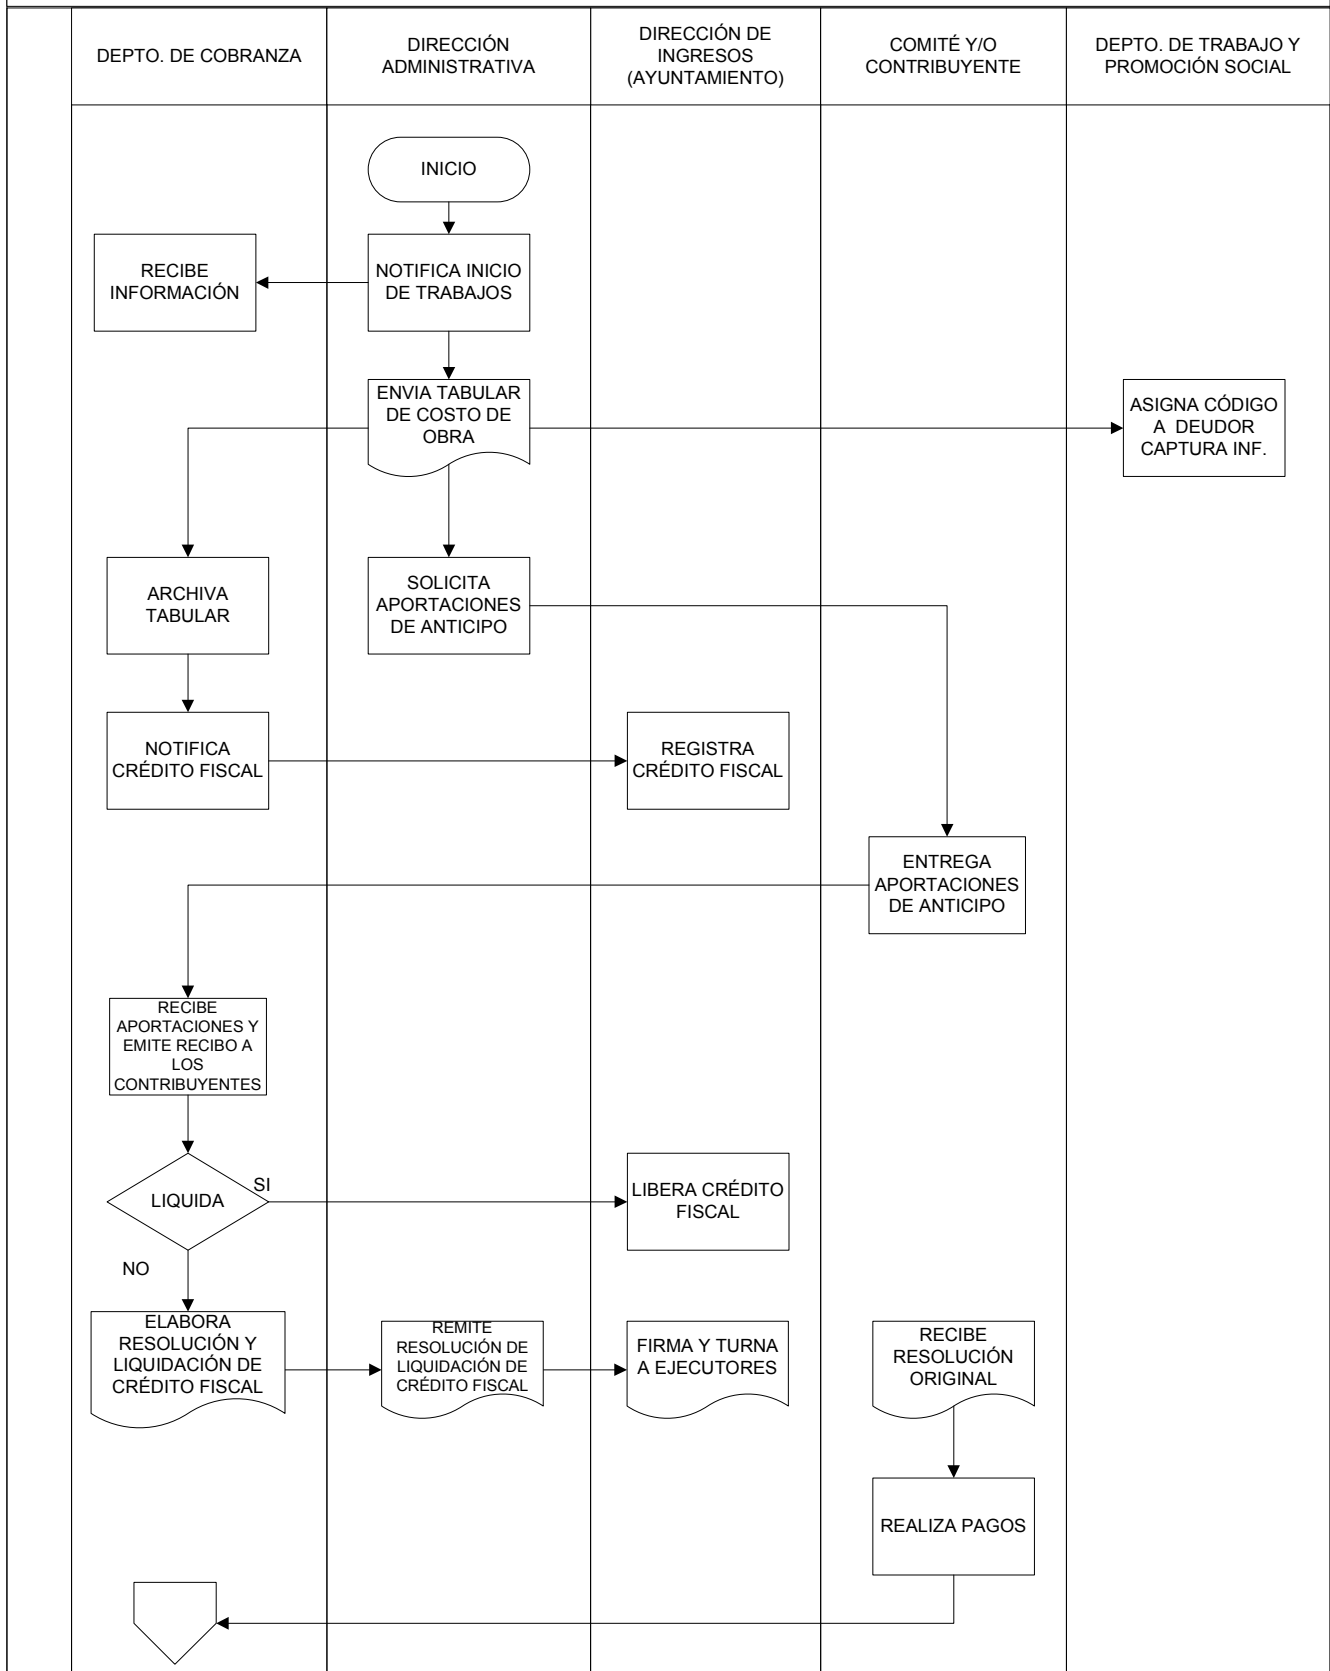 DEPTO. DE COBRANZA
DIRECCIÓN
ADMINISTRATIVA
DIRECCIÓN DE
INGRESOS
(AYUNTAMIENTO)
COMITÉ Y/O
CONTRIBUYENTE
DEPTO. DE TRABAJO Y
PROMOCIÓN SOCIAL
INICIO
RECIBE
INFORMACIÓN
NOTIFICA INICIO
DE TRABAJOS
ENVIA TABULAR
DE COSTO DE
OBRA
ASIGNA CÓDIGO
A DEUDOR
CAPTURA INF.
ARCHIVA
TABULAR
SOLICITA
APORTACIONES
DE ANTICIPO
NOTIFICA
CRÉDITO FISCAL
REGISTRA
CRÉDITO FISCAL
ENTREGA
APORTACIONES
DE ANTICIPO
RECIBE
APORTACIONES Y
EMITE RECIBO A
LOS
CONTRIBUYENTES
LIQUIDA
SI
LIBERA CRÉDITO
FISCAL
NO
ELABORA
RESOLUCIÓN Y
LIQUIDACIÓN DE
CRÉDITO FISCAL
REMITE
RESOLUCIÓN DE
LIQUIDACIÓN DE
CRÉDITO FISCAL
FIRMA Y TURNA
A EJECUTORES
RECIBE
RESOLUCIÓN
ORIGINAL
REALIZA PAGOS